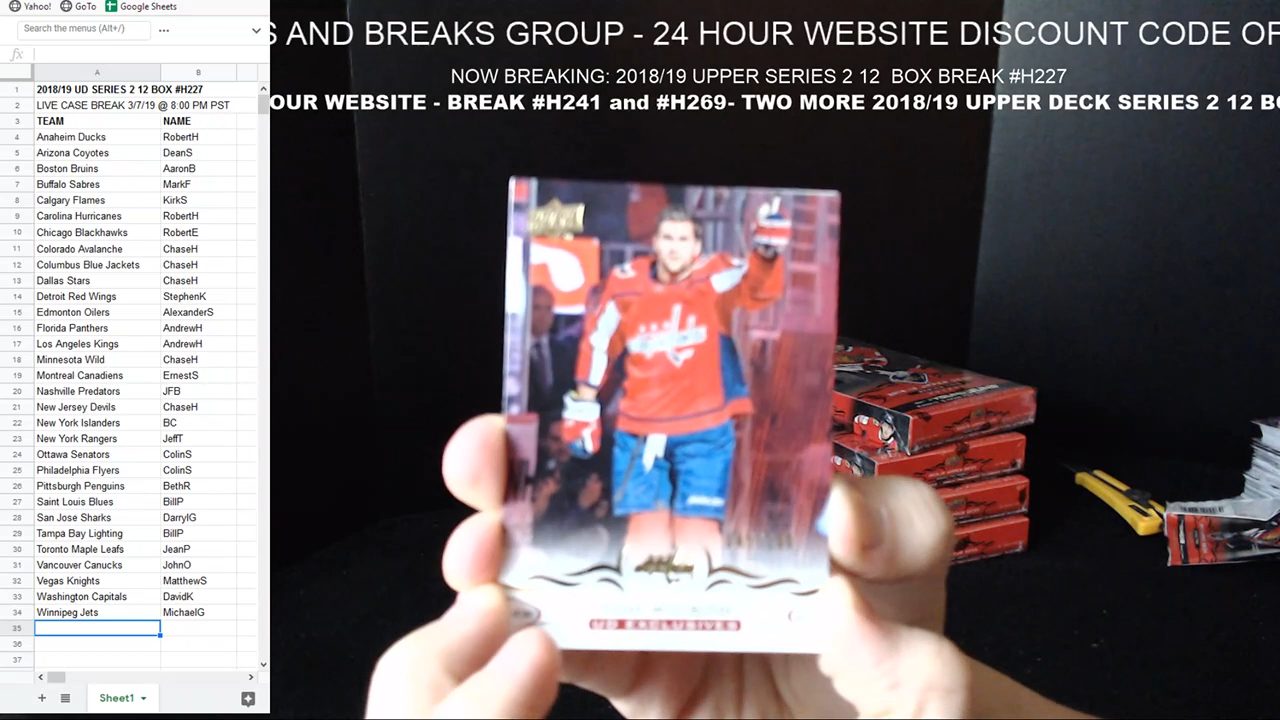 Yahoo! GoTo Google Sheets
Search the menus (Alt+/)
fx
A B
1 2018/19 UD SERIES 2 12 BOX #H227
2 LIVE CASE BREAK 3/7/19 @ 8:00 PM PST
3 TEAM NAME
4 Anaheim Ducks RobertH
5 Arizona Coyotes DeanS
6 Boston Bruins AaronB
7 Buffalo Sabres MarkF
8 Calgary Flames KirkS
9 Carolina Hurricanes RobertH
10 Chicago Blackhawks RobertE
11 Colorado Avalanche ChaseH
12 Columbus Blue Jackets ChaseH
13 Dallas Stars ChaseH
14 Detroit Red Wings StephenK
15 Edmonton Oilers AlexanderS
16 Florida Panthers AndrewH
17 Los Angeles Kings AndrewH
18 Minnesota Wild ChaseH
19 Montreal Canadiens ErnestS
20 Nashville Predators JFB
21 New Jersey Devils ChaseH
22 New York Islanders BC
23 New York Rangers JeffT
24 Ottawa Senators ColinS
25 Philadelphia Flyers ColinS
26 Pittsburgh Penguins BethR
27 Saint Louis Blues BillP
28 San Jose Sharks DarrylG
29 Tampa Bay Lighting BillP
30 Toronto Maple Leafs JeanP
31 Vancouver Canucks JohnO
32 Vegas Knights MatthewS
33 Washington Capitals DavidK
34 Winnipeg Jets MichaelG
35
36
37
Sheet1
S AND BREAKS GROUP - 24 HOUR WEBSITE DISCOUNT CODE OF
NOW BREAKING: 2018/19 UPPER SERIES 2 12 BOX BREAK #H227
OUR WEBSITE - BREAK #H241 and #H269- TWO MORE 2018/19 UPPER DECK SERIES 2 12 BO
UD EXCLUSIVES